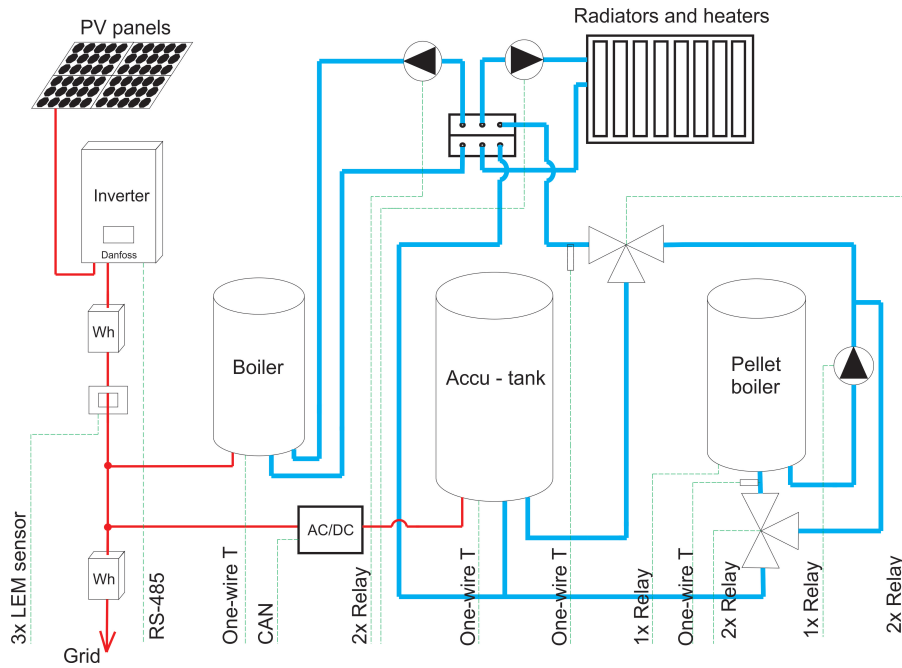 PV panels
Radiators and heaters
Inverter
Danfoss
Wh
Boiler
Accu - tank
Pellet
boiler
AC/DC
Wh
3x LEM sensor
RS-485
One-wire T
CAN
2x Relay
One-wire T
One-wire T
1x Relay
One-wire T
2x Relay
1x Relay
2x Relay
Grid